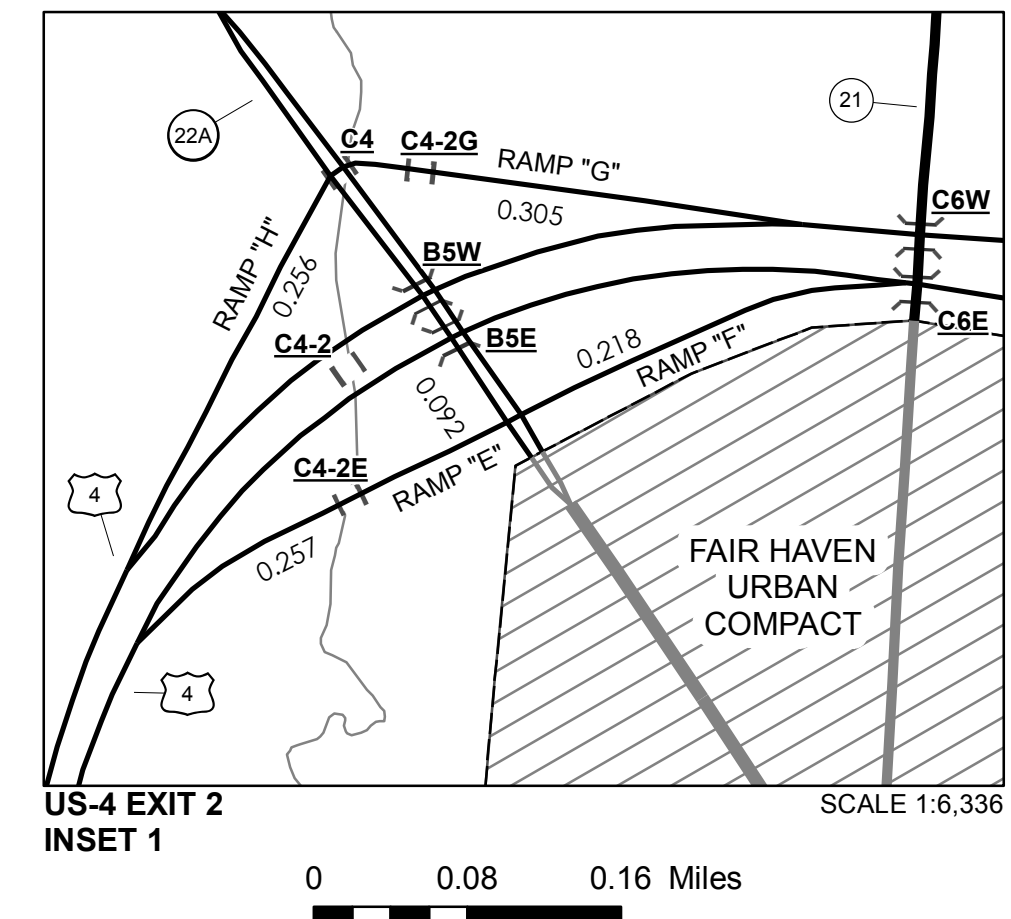 21
22A
C4
C4-2G
RAMP "G"
0.305
C6W
RAMP "H"
0.256
B5W
C4-2
B5E
C6E
0.218
RAMP "F"
0.092
C4-2E
RAMP "E"
4
0.257
FAIR HAVEN
URBAN
COMPACT
4
US-4 EXIT 2
INSET 1
SCALE 1:6,336
0 0.08 0.16 Miles